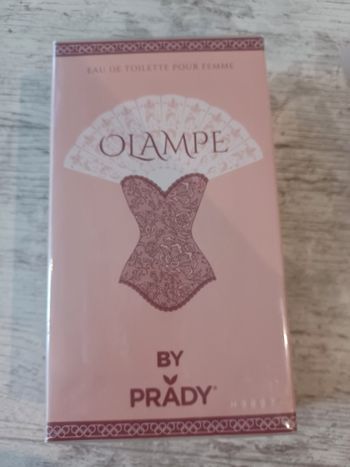 EAU DE TOILETTE POUR FEMME
OLAMPE
BY
PRADY®